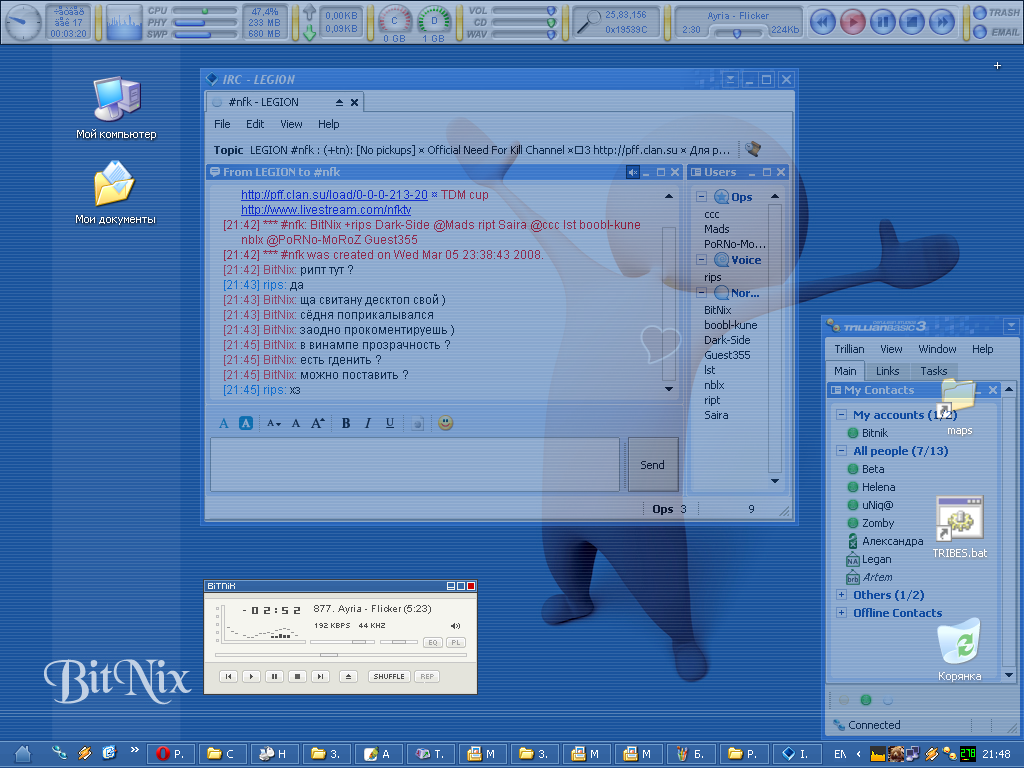 CPU
PHY
SWP
17
00:03:20
47,4%
233 MB
680 MB
0,00KB
0,09KB
C
0 GB
D
1 GB
VOL
CD
WAV
25,83,156
0x19539C
Ayria - Flicker
2:30
224Kb
TRASH
EMAIL
Мой компьютер
Мои документы
IRC - LEGION
#nfk - LEGION
File Edit View Help
Topic LEGION #nfk : (+tn): [No pickups] × Official Need For Kill Channel ×□3 http://pff.clan.su × Для р...
From LEGION to #nfk
http://pff.clan.su/load/0-0-0-213-20 ¤ TDM cup
http://www.livestream.com/nfktv
[21:42] *** #nfk: BitNix +rips Dark-Side @Mads ript Saira @ccc lst boobl-kune
nblx @PoRNo-MoRoZ Guest355
[21:42] *** #nfk was created on Wed Mar 05 23:38:43 2008.
[21:42] BitNix: рипт тут ?
[21:43] rips: да
[21:43] BitNix: ща свитану десктоп свой )
[21:43] BitNix: сёдня поприкалывался
[21:44] BitNix: заодно прокоментируешь )
[21:45] BitNix: в винампе прозрачность ?
[21:45] BitNix: есть гденить ?
[21:45] BitNix: можно поставить ?
[21:45] rips: хз
Users
Ops
ccc
Mads
PoRNo-Mo...
Voice
rips
Nor...
BitNix
boobl-kune
Dark-Side
Guest355
lst
nblx
ript
Saira
A A A A A B I U
Send
Ops 3 9
TRILLIAN BASIC 3
Trillian View Window Help
Main Links Tasks
My Contacts
My accounts (1/2)
Bitnik
All people (7/13)
Beta
Helena
uNiq@
Zomby
Александра
Legan
Artem
Others (1/2)
Offline Contacts
Connected
maps
TRIBES.bat
Корянка
BiTNiX
-02:52
877. Ayria - Flicker (5:23)
192 KBPS 44 KHZ
EQ PL
SHUFFLE REP
BitNix
» P. С Н 3. A Т. М 3. М М Б. Р. I. EN 278 21:48